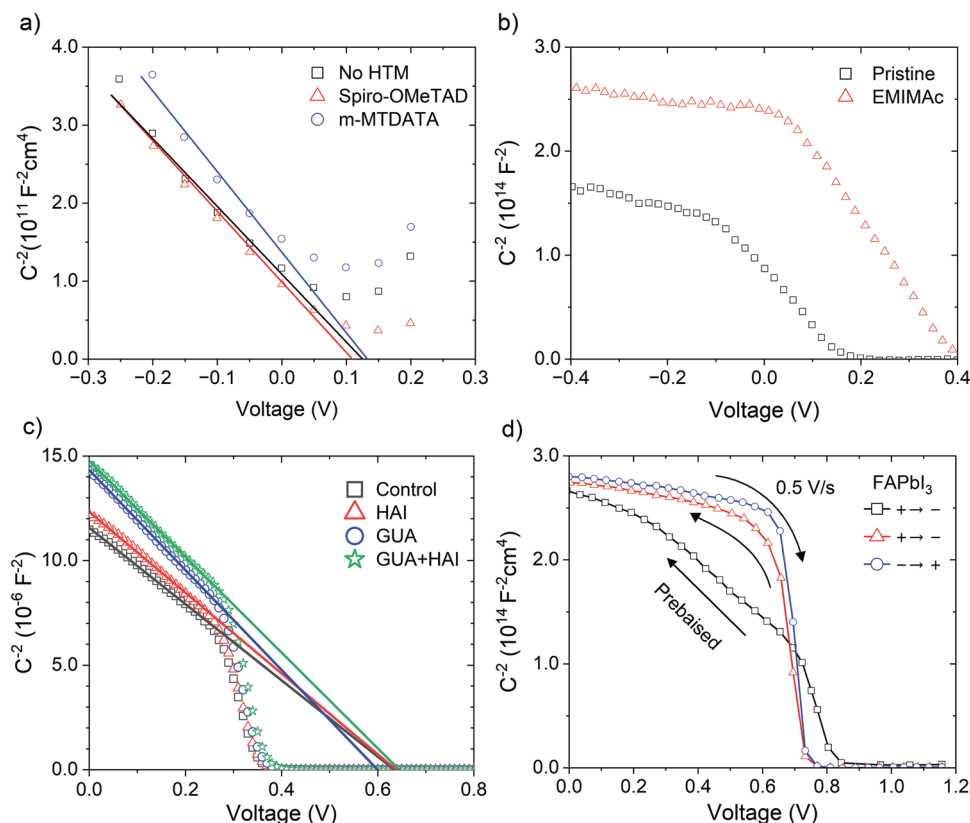 a)
4.0
3.0
2.0
1.0
0.0
C⁻² (10¹¹ F⁻²cm⁴)
No HTM
Spiro-OMeTAD
m-MTDATA
−0.3 −0.2 −0.1 0.0 0.1 0.2 0.3
Voltage (V)
b)
3.0
2.0
1.0
0.0
C⁻² (10¹⁴ F⁻²)
Pristine
EMIMAc
−0.4 −0.2 0.0 0.2 0.4
Voltage (V)
c)
15.0
10.0
5.0
0.0
C⁻² (10⁻⁶ F⁻²)
Control
HAI
GUA
GUA+HAI
0.0 0.2 0.4 0.6 0.8
Voltage (V)
d)
3.0
2.0
1.0
0.0
C⁻² (10¹⁴ F⁻²cm⁴)
0.5 V/s
Prebaised
FAPbI₃
+→ −
+→ −
−→ +
0.0 0.2 0.4 0.6 0.8 1.0 1.2
Voltage (V)